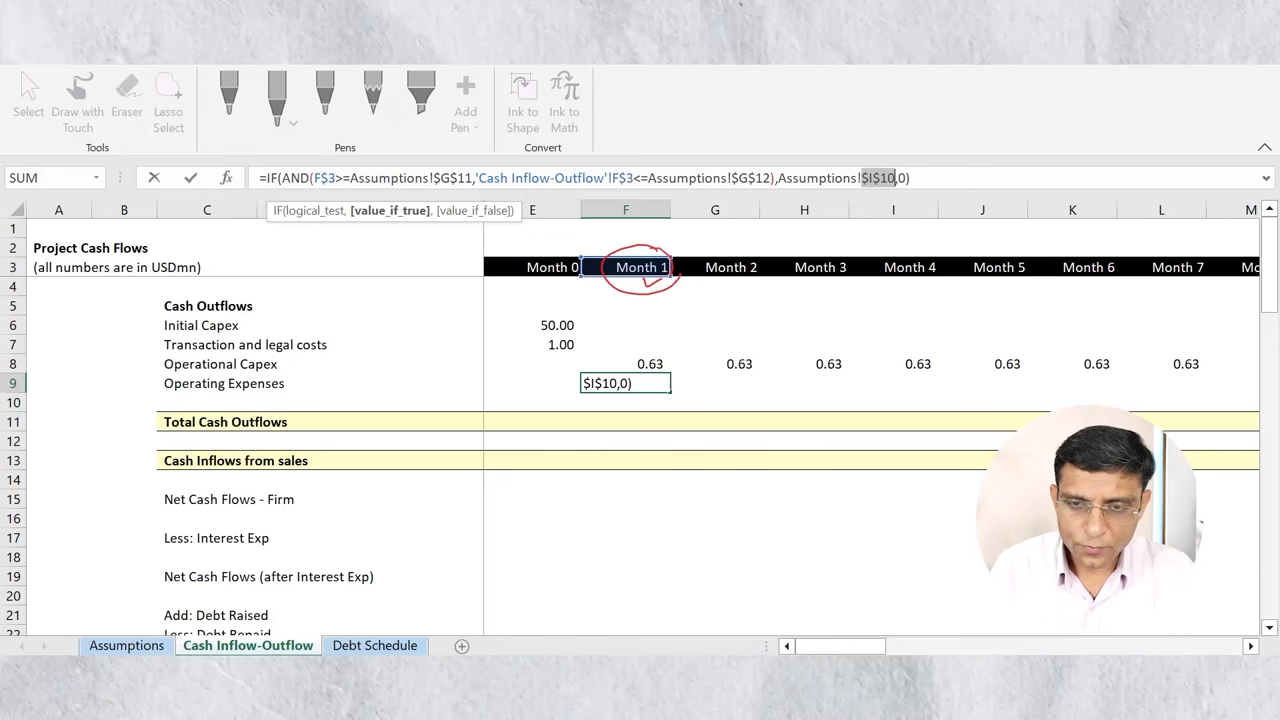 Select Draw with Touch Eraser Lasso Select Add Pen Ink to Shape Ink to Math
Tools Pens Convert
SUM =IF(AND(F$3>=Assumptions!$G$11,'Cash Inflow-Outflow'!F$3<=Assumptions!$G$12),Assumptions!$I$10,0)
IF(logical_test, [value_if_true], [value_if_false])
A B C E F G H I J K L M
1
2 Project Cash Flows
3 (all numbers are in USDmn) Month 0 Month 1 Month 2 Month 3 Month 4 Month 5 Month 6 Month 7 Mo
4
5 Cash Outflows
6 Initial Capex 50.00
7 Transaction and legal costs 1.00
8 Operational Capex 0.63 0.63 0.63 0.63 0.63 0.63 0.63
9 Operating Expenses $I$10,0)
10
11 Total Cash Outflows
12
13 Cash Inflows from sales
14
15 Net Cash Flows - Firm
16
17 Less: Interest Exp
18
19 Net Cash Flows (after Interest Exp)
20
21 Add: Debt Raised
22 Less: Debt Repaid
Assumptions Cash Inflow-Outflow Debt Schedule